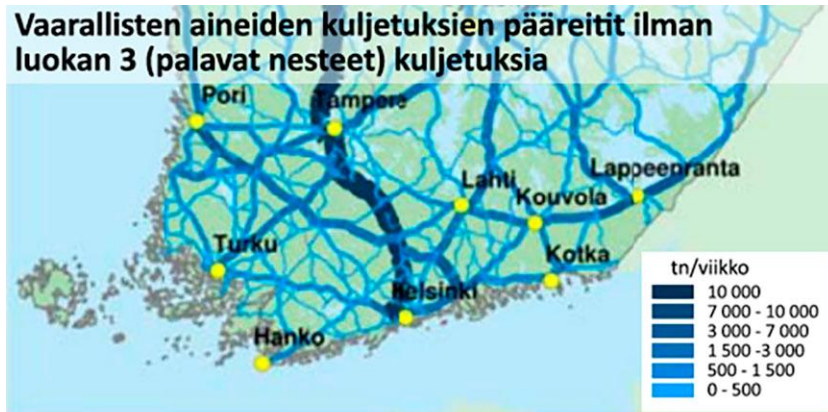 Vaarallisten aineiden kuljetuksien pääreitit ilman
luokan 3 (palavat nesteet) kuljetuksia
Pori
Tampere
Lahti
Lappeenranta
Kouvola
Turku
Kotka
Helsinki
Hanko
tn/viikko
10 000
7 000 - 10 000
3 000 - 7 000
1 500 -3 000
500 - 1 500
0 - 500